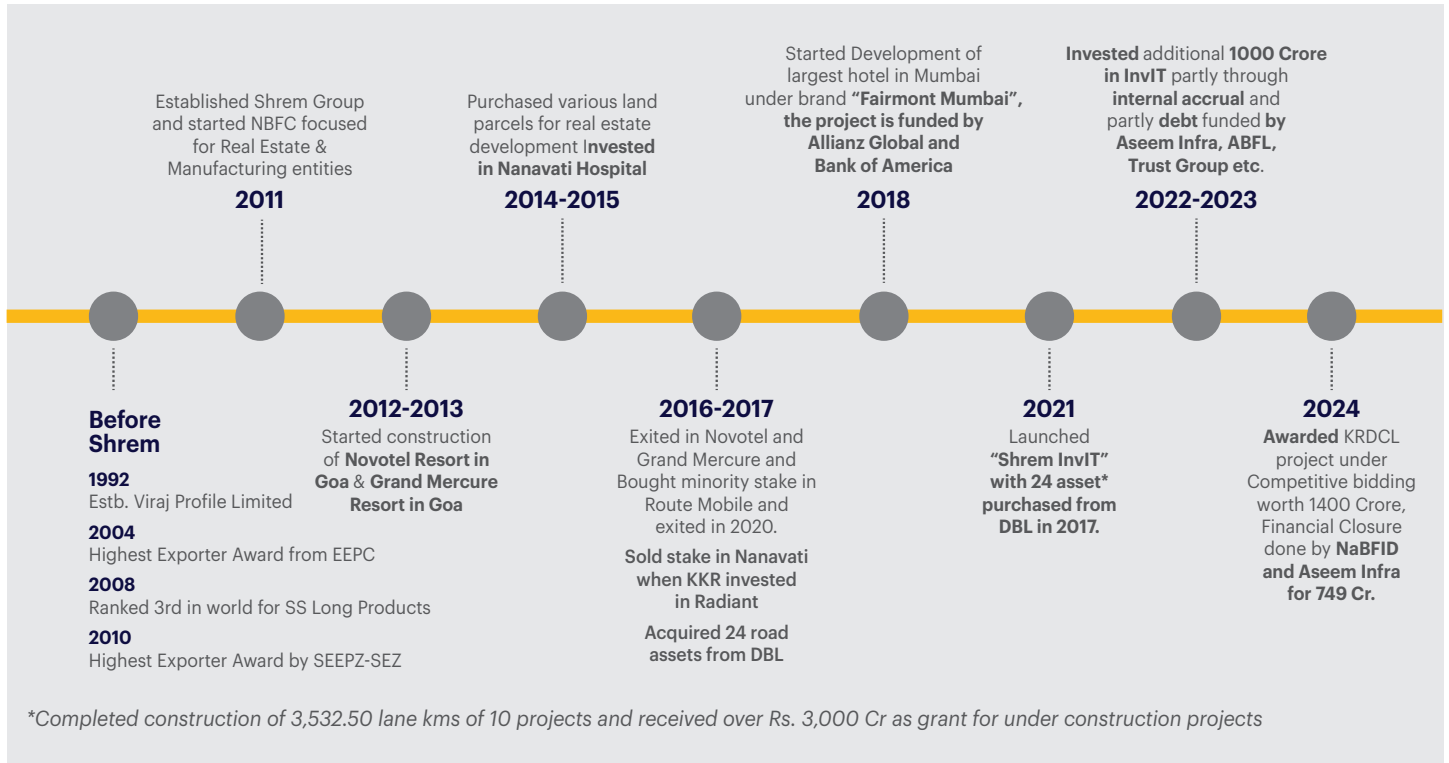 Established Shrem Group
and started NBFC focused
for Real Estate &
Manufacturing entities
2011
Purchased various land
parcels for real estate
development Invested
in Nanavati Hospital
2014-2015
Started Development of
largest hotel in Mumbai
under brand “Fairmont Mumbai”,
the project is funded by
Allianz Global and
Bank of America
2018
Invested additional 1000 Crore
in InvIT partly through
internal accrual and
partly debt funded by
Aseem Infra, ABFL,
Trust Group etc.
2022-2023
Before
Shrem
1992
Estb. Viraj Profile Limited
2004
Highest Exporter Award from EEPC
2008
Ranked 3rd in world for SS Long Products
2010
Highest Exporter Award by SEEPZ-SEZ
2012-2013
Started construction
of Novotel Resort in
Goa & Grand Mercure
Resort in Goa
2016-2017
Exited in Novotel and
Grand Mercure and
Bought minority stake in
Route Mobile and
exited in 2020.
Sold stake in Nanavati
when KKR invested
in Radiant
Acquired 24 road
assets from DBL
2021
Launched
“Shrem InvIT”
with 24 asset*
purchased from
DBL in 2017.
2024
Awarded KRDCL
project under
Competitive bidding
worth 1400 Crore,
Financial Closure
done by NaBFID
and Aseem Infra
for 749 Cr.
*Completed construction of 3,532.50 lane kms of 10 projects and received over Rs. 3,000 Cr as grant for under construction projects